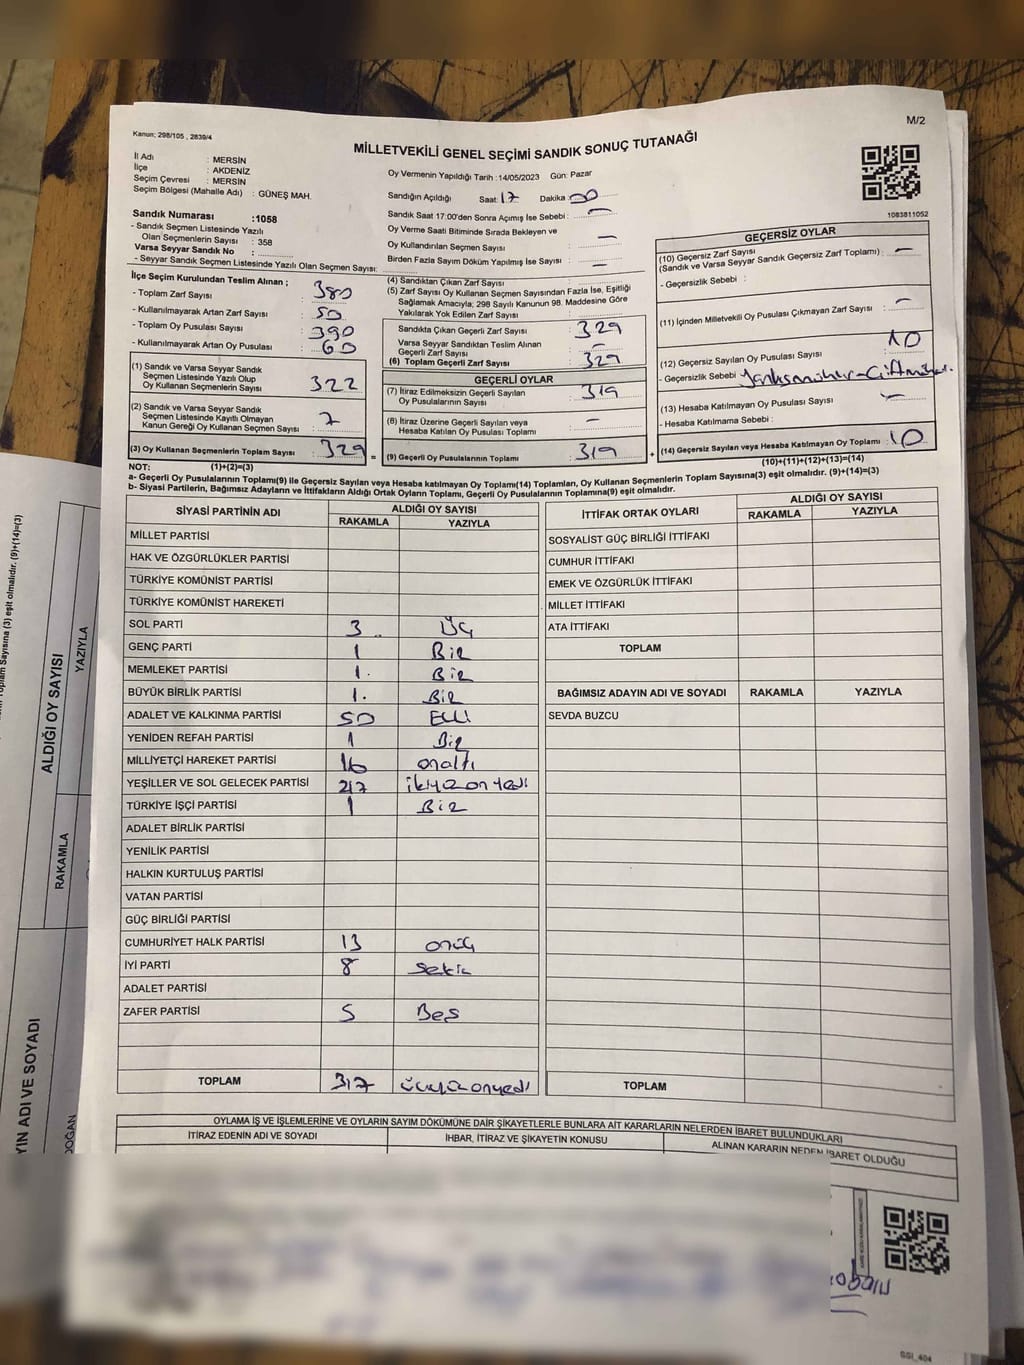 M/2
Kanun; 298/105 , 2839/4
MİLLETVEKİLİ GENEL SEÇİMİ SANDIK SONUÇ TUTANAĞI
İl Adı : MERSİN
İlçe : AKDENİZ
Seçim Çevresi : MERSİN
Seçim Bölgesi (Mahalle Adı) : GÜNEŞ MAH.
Sandık Numarası :1058
- Sandık Seçmen Listesinde Yazılı
Olan Seçmenlerin Sayısı : 358
Varsa Seyyar Sandık No :
- Seyyar Sandık Seçmen Listesinde Yazılı Olan Seçmen Sayısı:
Oy Vermenin Yapıldığı Tarih :14/05/2023 Gün: Pazar
Sandığın Açıldığı Saat: 17 Dakika: 00
Sandık Saat 17:00'den Sonra Açımış İse Sebebi : —
Oy Verme Saati Bitiminde Sırada Bekleyen ve
Oy Kullandırılan Seçmen Sayısı : —
Birden Fazla Sayım Döküm Yapılmış İse Sayısı : —
1083811052
İlçe Seçim Kurulundan Teslim Alınan ;
- Toplam Zarf Sayısı : 380
- Kullanılmayarak Artan Zarf Sayısı : 50
- Toplam Oy Pusulası Sayısı : 390
- Kullanılmayarak Artan Oy Pusulası : 60
(1) Sandık ve Varsa Seyyar Sandık
Seçmen Listesinde Yazılı Olup
Oy Kullanan Seçmenlerin Sayısı : 322
(2) Sandık ve Varsa Seyyar Sandık
Seçmen Listesinde Kayıtlı Olmayan
Kanun Gereği Oy Kullanan Seçmen Sayısı : 7
(3) Oy Kullanan Seçmenlerin Toplam Sayısı : 329
(4) Sandıktan Çıkan Zarf Sayısı :
(5) Zarf Sayısı Oy Kullanan Seçmen Sayısından Fazla İse, Eşitliği
Sağlamak Amacıyla; 298 Sayılı Kanunun 98. Maddesine Göre
Yakılarak Yok Edilen Zarf Sayısı :
Sandıkta Çıkan Geçerli Zarf Sayısı : 329
Varsa Seyyar Sandıktan Teslim Alınan
Geçerli Zarf Sayısı : —
(6) Toplam Geçerli Zarf Sayısı : 329
=
GEÇERLİ OYLAR
(7) İtiraz Edilmeksizin Geçerli Sayılan
Oy Pusulalarının Sayısı : 319
(8) İtiraz Üzerine Geçerli Sayılan veya
Hesaba Katılan Oy Pusulası Toplamı : —
(9) Geçerli Oy Pusulalarının Toplamı : 319
+
GEÇERSİZ OYLAR
(10) Geçersiz Zarf Sayısı
(Sandık ve Varsa Seyyar Sandık Geçersiz Zarf Toplamı) : —
- Geçersizlik Sebebi :
(11) İçinden Milletvekili Oy Pusulası Çıkmayan Zarf Sayısı : —
(12) Geçersiz Sayılan Oy Pusulası Sayısı : 10
- Geçersizlik Sebebi :
(13) Hesaba Katılmayan Oy Pusulası Sayısı : —
- Hesaba Katılmama Sebebi :
(14) Geçersiz Sayılan veya Hesaba Katılmayan Oy Toplamı : 10
NOT: (1)+(2)=(3)
(10)+(11)+(12)+(13)=(14)
a- Geçerli Oy Pusulalarının Toplamı(9) ile Geçersiz Sayılan veya Hesaba katılmayan Oy Toplamı(14) Toplamları, Oy Kullanan Seçmenlerin Toplam Sayısına(3) eşit olmalıdır. (9)+(14)=(3)
b- Siyasi Partilerin, Bağımsız Adayların ve İttifakların Aldığı Ortak Oyların Toplamı, Geçerli Oy Pusulalarının Toplamına(9) eşit olmalıdır.
SİYASİ PARTİNİN ADI ALDIĞI OY SAYISI
RAKAMLA YAZIYLA
MİLLET PARTİSİ
HAK VE ÖZGÜRLÜKLER PARTİSİ
TÜRKİYE KOMÜNİST PARTİSİ
TÜRKİYE KOMÜNİST HAREKETİ
SOL PARTİ 3 Üç
GENÇ PARTİ 1 Bir
MEMLEKET PARTİSİ 1. Bir
BÜYÜK BİRLİK PARTİSİ 1. Bir
ADALET VE KALKINMA PARTİSİ 50 Elli
YENİDEN REFAH PARTİSİ 1 Bir
MİLLİYETÇİ HAREKET PARTİSİ 16 onaltı
YEŞİLLER VE SOL GELECEK PARTİSİ 217 ikiyüzonyedi
TÜRKİYE İŞÇİ PARTİSİ 1 Bir
ADALET BİRLİK PARTİSİ
YENİLİK PARTİSİ
HALKIN KURTULUŞ PARTİSİ
VATAN PARTİSİ
GÜÇ BİRLİĞİ PARTİSİ
CUMHURİYET HALK PARTİSİ 13 onüç
İYİ PARTİ 8 sekiz
ADALET PARTİSİ
ZAFER PARTİSİ 5 Beş
TOPLAM 317 üçyüzonyedi
İTTİFAK ORTAK OYLARI ALDIĞI OY SAYISI
RAKAMLA YAZIYLA
SOSYALİST GÜÇ BİRLİĞİ İTTİFAKI
CUMHUR İTTİFAKI
EMEK VE ÖZGÜRLÜK İTTİFAKI
MİLLET İTTİFAKI
ATA İTTİFAKI
TOPLAM
BAĞIMSIZ ADAYIN ADI VE SOYADI RAKAMLA YAZIYLA
SEVDA BUZCU
TOPLAM
OYLAMA İŞ VE İŞLEMLERİNE VE OYLARIN SAYIM DÖKÜMÜNE DAİR ŞİKAYETLERLE BUNLARA AİT KARARLARIN NELERDEN İBARET BULUNDUKLARI
İTİRAZ EDENİN ADI VE SOYADI İHBAR, İTİRAZ VE ŞİKAYETİN KONUSU ALINAN KARARIN NEDEN İBARET OLDUĞU
Toplam Sayısına (3) eşit olmalıdır. (9)+(14)=(3)
ALDIĞI OY SAYISI
RAKAMLA YAZIYLA
YIN ADI VE SOYADI
DOĞAN